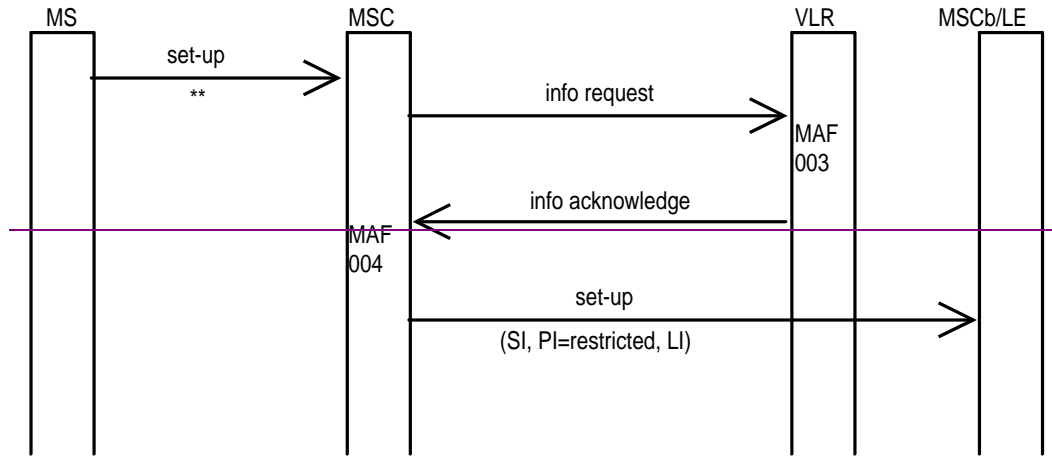 MS MSC VLR MSCb/LE
set-up
**
info request
MAF
003
info acknowledge
MAF
004
set-up
(SI, PI=restricted, LI)